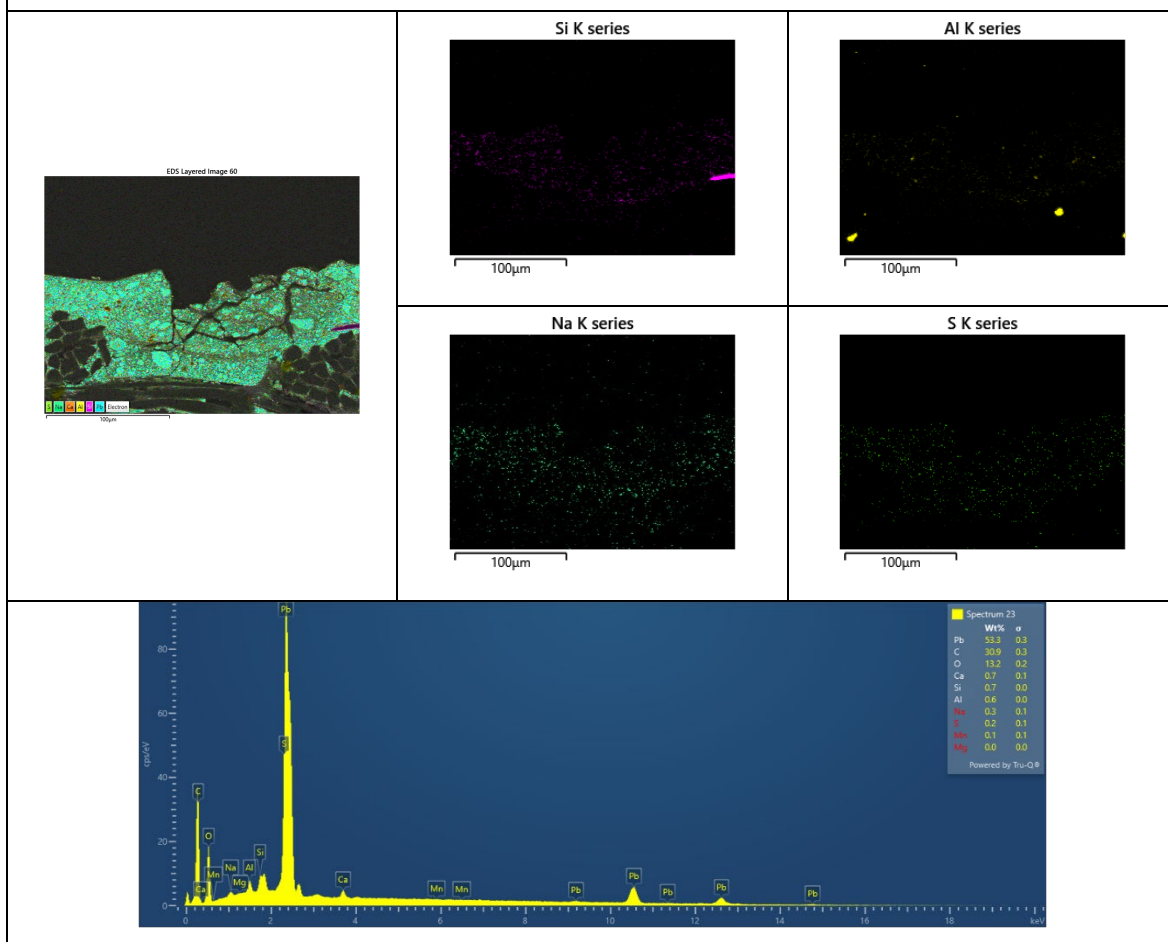 EDS Layered Image 60
S Na Ca Al Si Pb Electron
100µm
Si K series
100µm
Al K series
100µm
Na K series
100µm
S K series
100µm
cps/eV
80
60
40
20
0
Pb
S
C
O
Ca
Mn
Na
Mg
Al
Si
Ca
Mn
Mn
Pb
Pb
Pb
Pb
Pb
0 2 4 6 8 10 12 14 16 18 keV
Spectrum 23
Wt% σ
Pb 53.3 0.3
C 30.9 0.3
O 13.2 0.2
Ca 0.7 0.1
Si 0.7 0.0
Al 0.6 0.0
Na 0.3 0.1
S 0.2 0.1
Mn 0.1 0.1
Mg 0.0 0.0
Powered by Tru-Q®